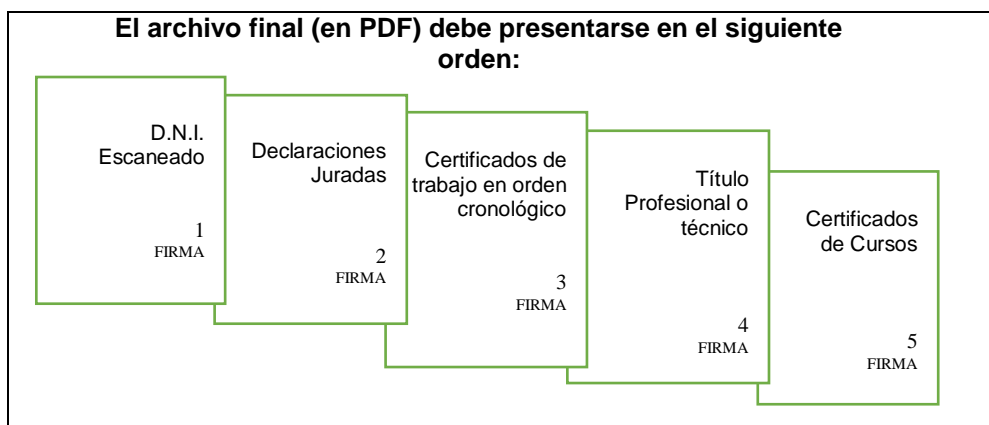 El archivo final (en PDF) debe presentarse en el siguiente
orden:
D.N.I.
Escaneado
1
FIRMA
Declaraciones
Juradas
2
FIRMA
Certificados de
trabajo en orden
cronológico
3
FIRMA
Título
Profesional o
técnico
4
FIRMA
Certificados
de Cursos
5
FIRMA